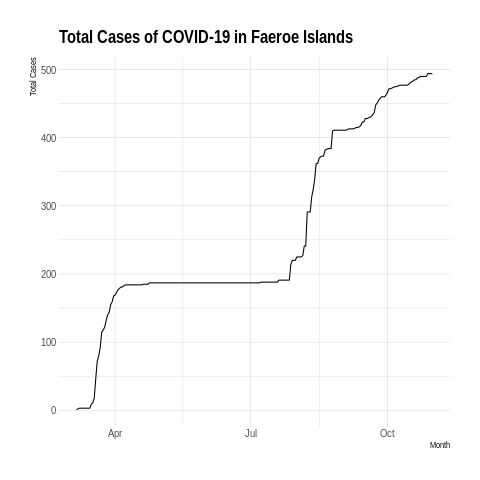 Total Cases of COVID-19 in Faeroe Islands
Total Cases
500
400
300
200
100
0
Apr
Jul
Oct
Month